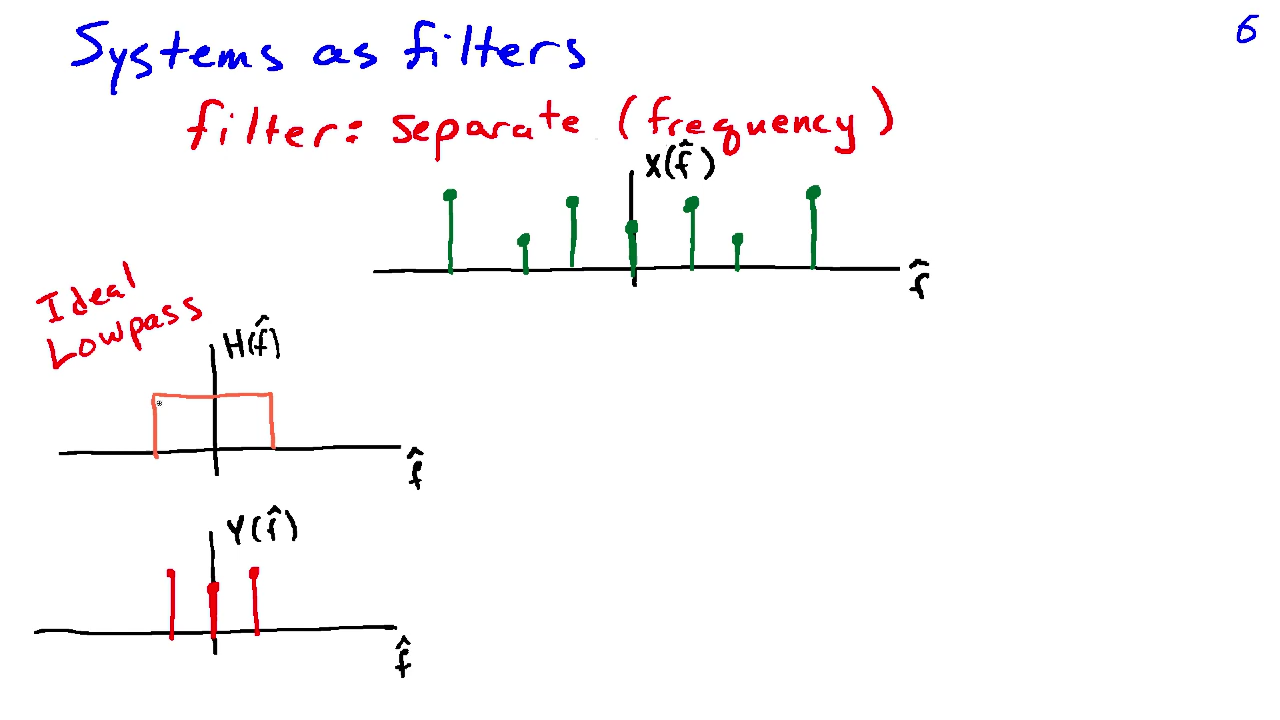 Systems as filters
6
filter: separate (frequency)
X(f̂)
f̂
Ideal
Lowpass
H(f̂)
f̂
Y(f̂)
f̂